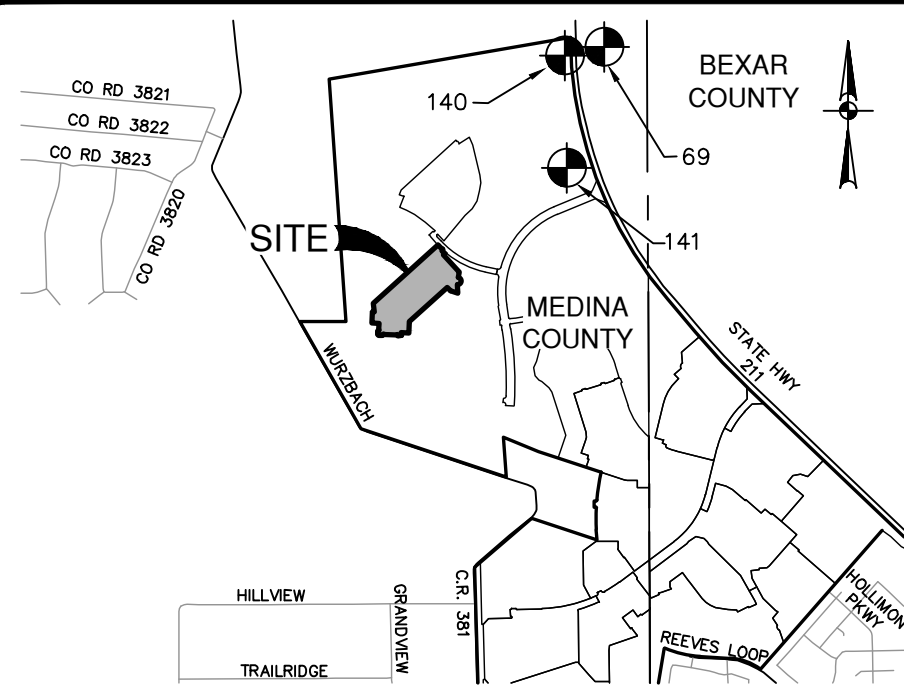 BEXAR
COUNTY
CO RD 3821
140
CO RD 3822
CO RD 3823
69
CO RD 3820
SITE
141
MEDINA
COUNTY
STATE HWY
211
WURZBACH
C.R. 381
HILLVIEW
GRANDVIEW
HOLLIMON
PKWY
REEVES LOOP
TRAILRIDGE